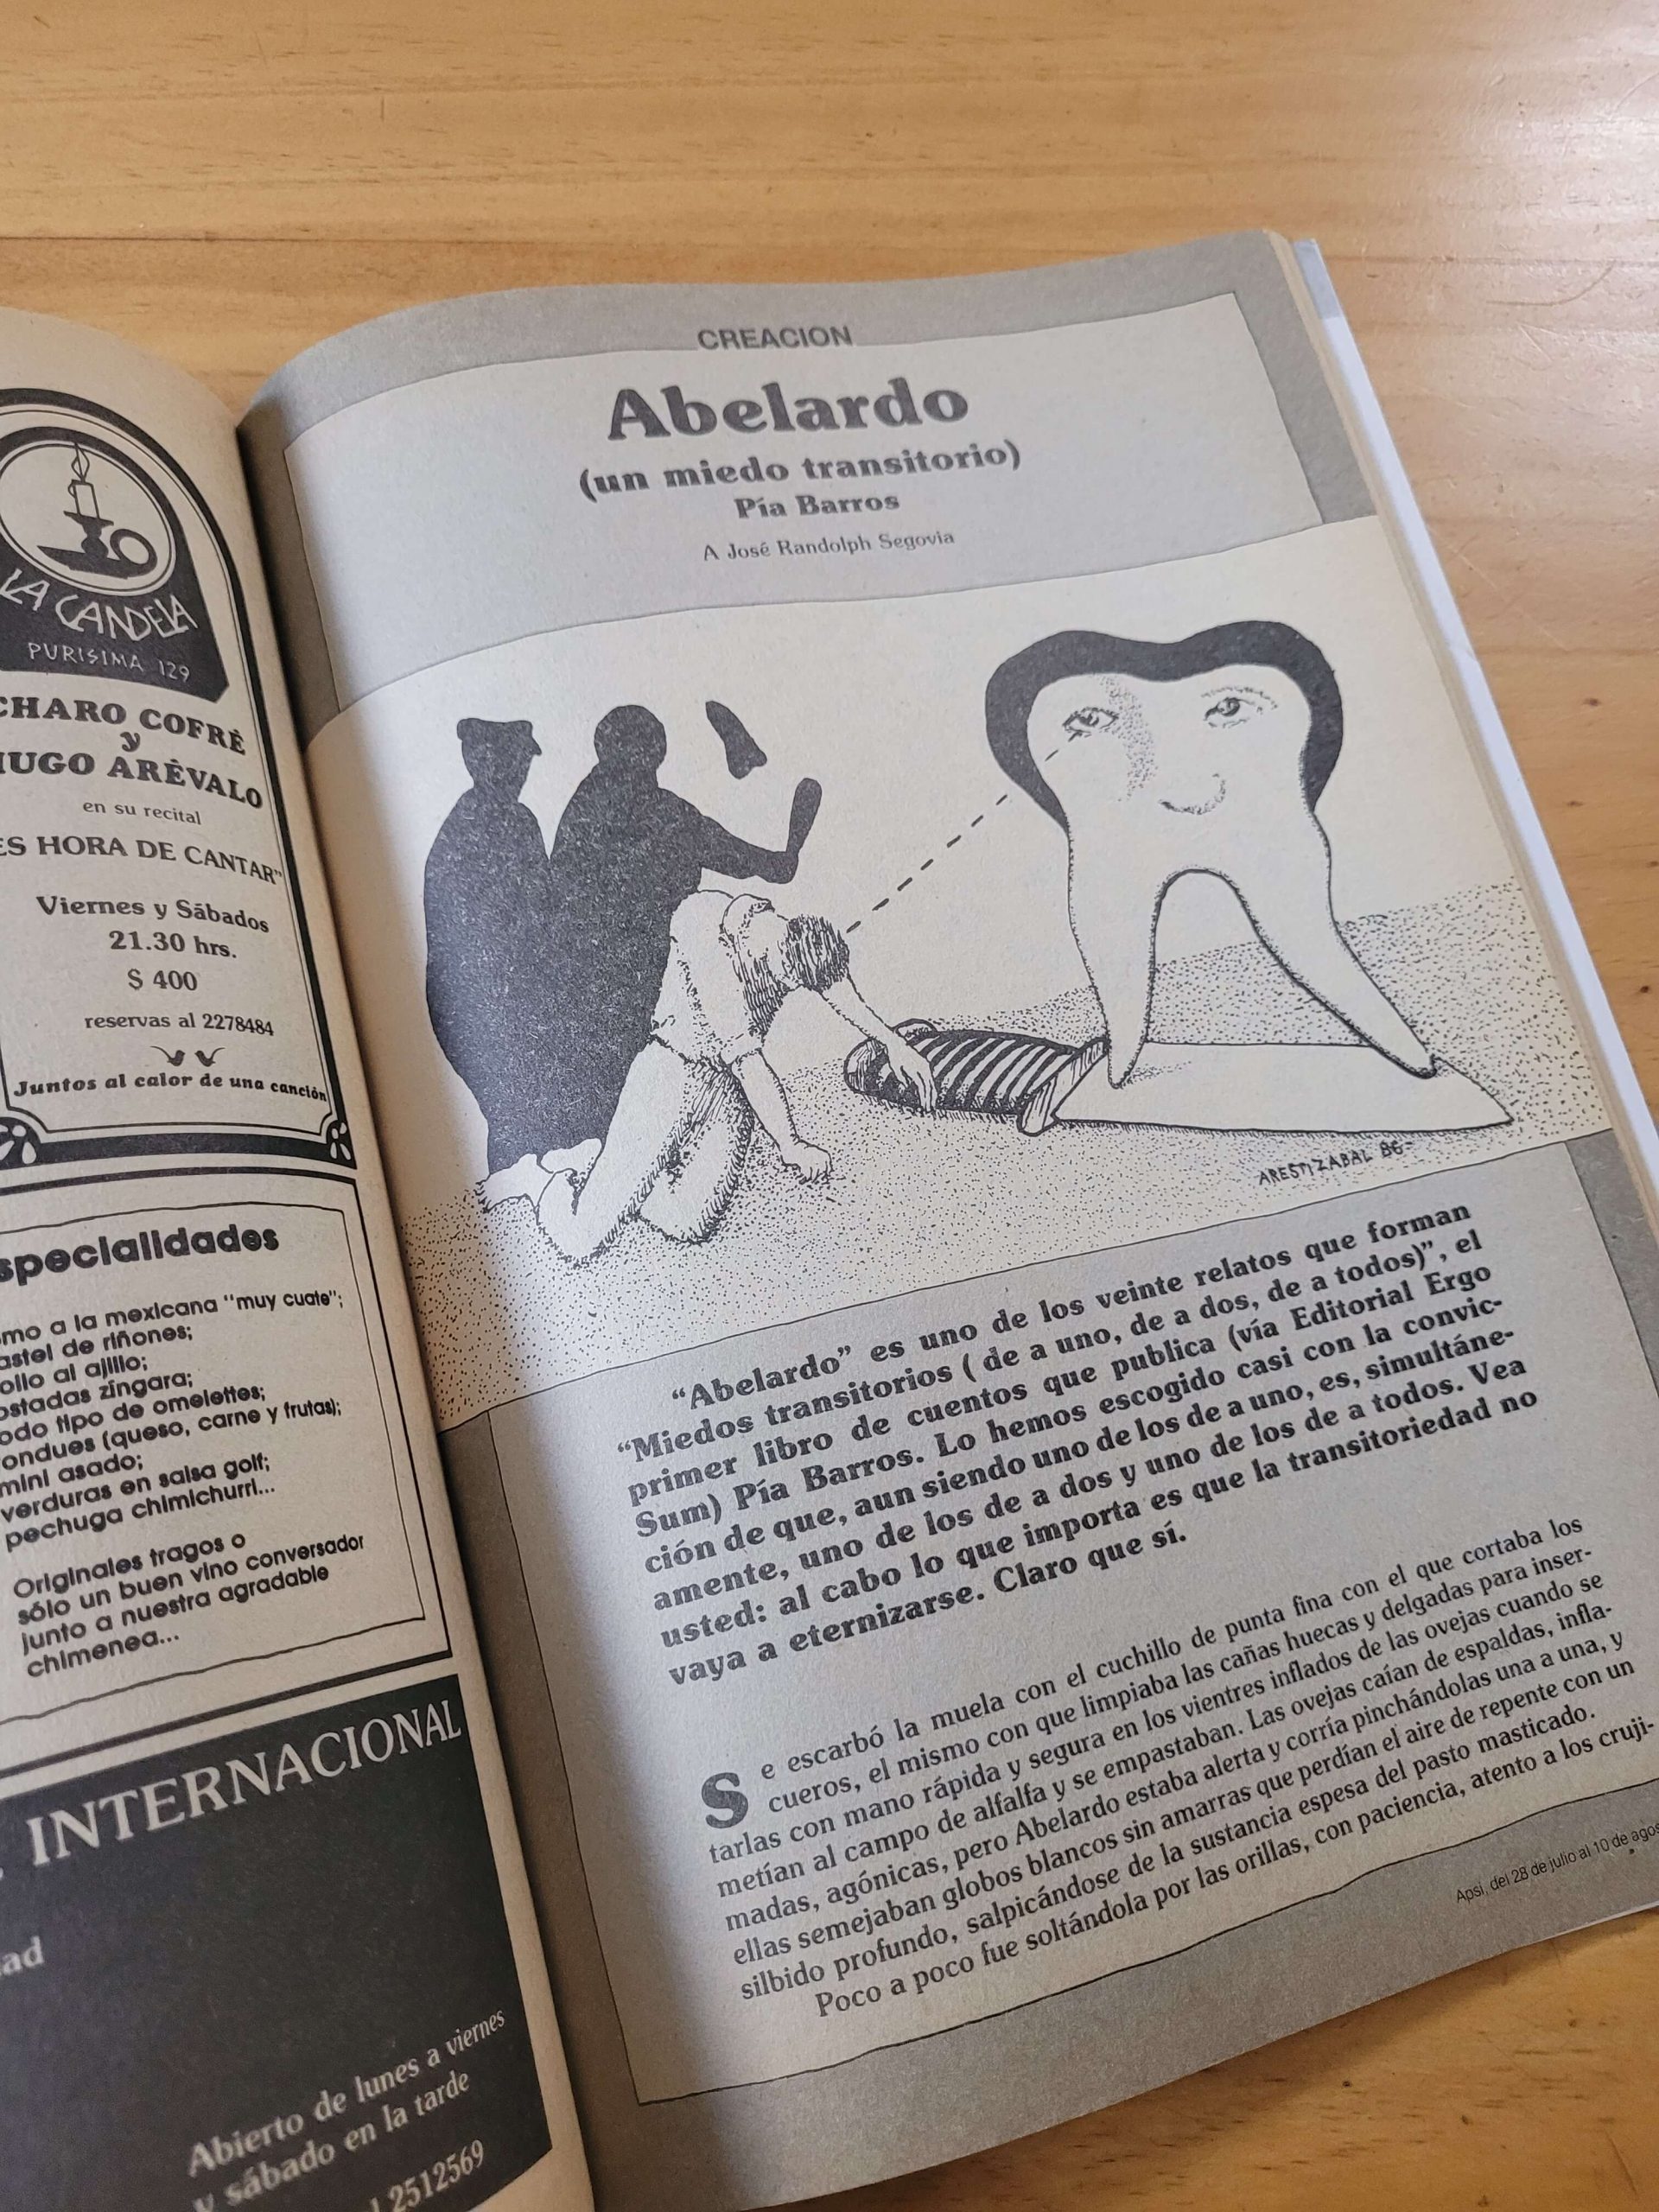 LA CANDELA
PURISIMA 129
CHARO COFRÉ
y
HUGO ARÉVALO
en su recital
ES HORA DE CANTAR"
Viernes y Sábados
21.30 hrs.
$ 400
reservas al 2278484
Juntos al calor de una canción
specialidades
mo a la mexicana "muy cuate";
astel de riñones;
ollo al ajillo;
ostadas zíngara;
odo tipo de omelettes;
ondues (queso, carne y frutas);
mini asado;
verduras en salsa golf;
pechuga chimichurri...
Originales tragos o
sólo un buen vino conversador
junto a nuestra agradable
chimenea...
INTERNACIONAL
ad
Abierto de lunes a viernes
y sábado en la tarde
2512569
CREACION
Abelardo
(un miedo transitorio)
Pía Barros
A José Randolph Segovia
ARESTIZABAL 86
"Abelardo" es uno de los veinte relatos que forman
"Miedos transitorios ( de a uno, de a dos, de a todos)", el
primer libro de cuentos que publica (vía Editorial Ergo
Sum) Pía Barros. Lo hemos escogido casi con la convic-
ción de que, aun siendo uno de los de a uno, es, simultáne-
amente, uno de los de a dos y uno de los de a todos. Vea
usted: al cabo lo que importa es que la transitoriedad no
vaya a eternizarse. Claro que sí.
Se escarbó la muela con el cuchillo de punta fina con el que cortaba los
cueros, el mismo con que limpiaba las cañas huecas y delgadas para inser-
tarlas con mano rápida y segura en los vientres inflados de las ovejas cuando se
metían al campo de alfalfa y se empastaban. Las ovejas caían de espaldas, infla-
madas, agónicas, pero Abelardo estaba alerta y corría pinchándolas una a una, y
ellas semejaban globos blancos sin amarras que perdían el aire de repente con un
silbido profundo, salpicándose de la sustancia espesa del pasto masticado.
Poco a poco fue soltándola por las orillas, con paciencia, atento a los cruji-
Apsi, del 28 de julio al 10 de agos